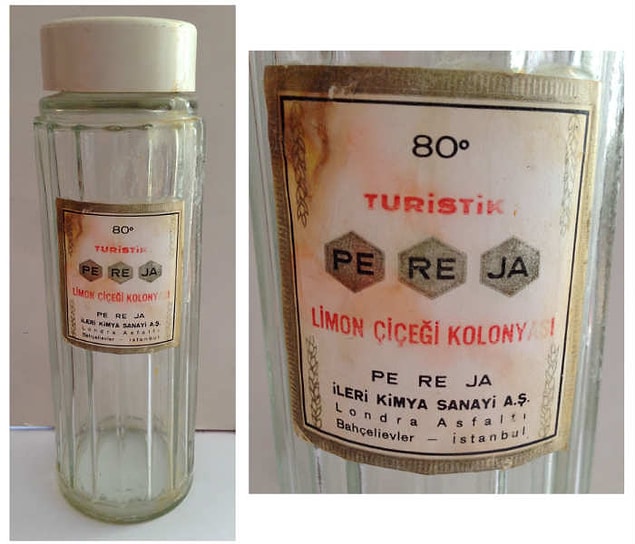 80°
TURİSTİK
PE RE JA
LİMON ÇİÇEĞİ KOLONYASI
PE RE JA
İLERİ KİMYA SANAYİ A.Ş.
Londra Asfaltı
Bahçelievler — İstanbul
80°
TURİSTİK
PE RE JA
LİMON ÇİÇEĞİ KOLONYASI
PE RE JA
İLERİ KİMYA SANAYİ A.Ş.
Londra Asfaltı
Bahçelievler — İstanbul